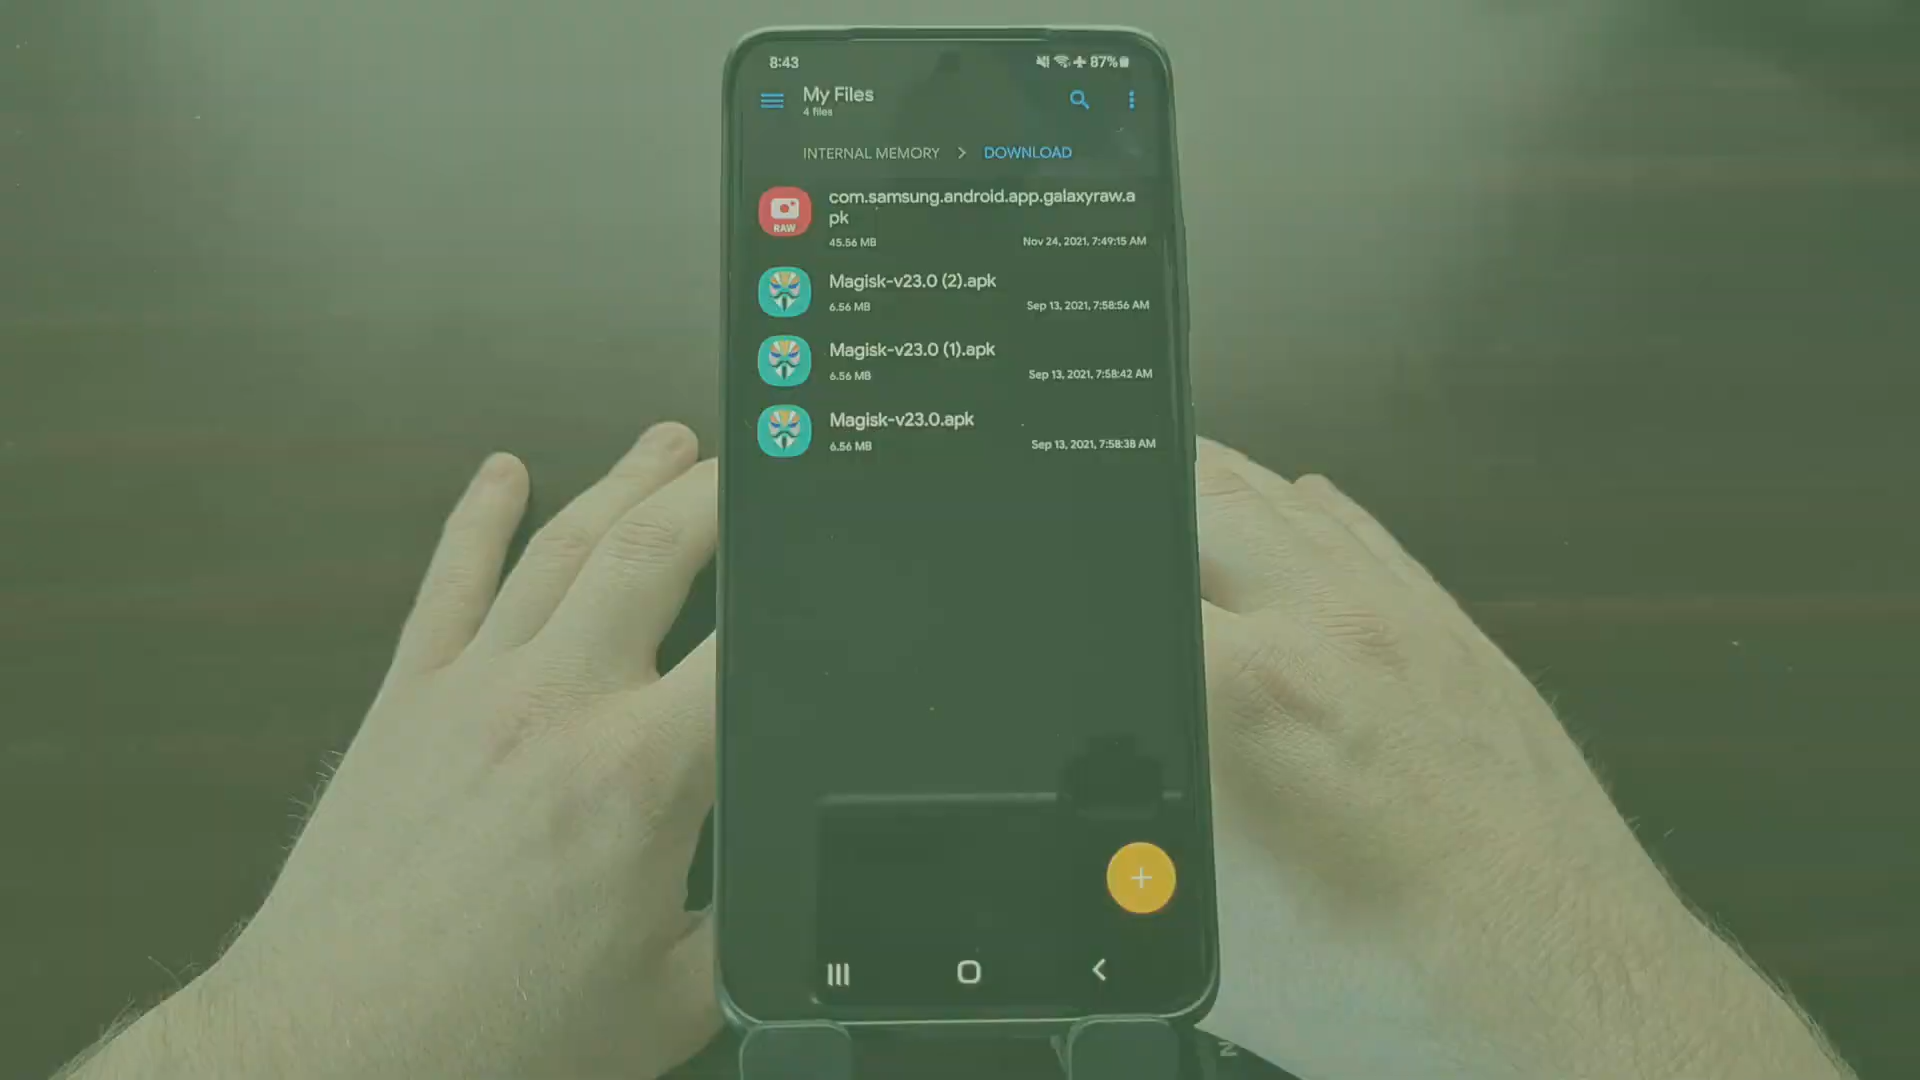 8:43
87%
My Files
4 files
INTERNAL MEMORY > DOWNLOAD
com.samsung.android.app.galaxyraw.a
pk
RAW
45.56 MB Nov 24, 2021, 7:49:15 AM
Magisk-v23.0 (2).apk
6.56 MB Sep 13, 2021, 7:58:56 AM
Magisk-v23.0 (1).apk
6.56 MB Sep 13, 2021, 7:58:42 AM
Magisk-v23.0.apk
6.56 MB Sep 13, 2021, 7:58:38 AM